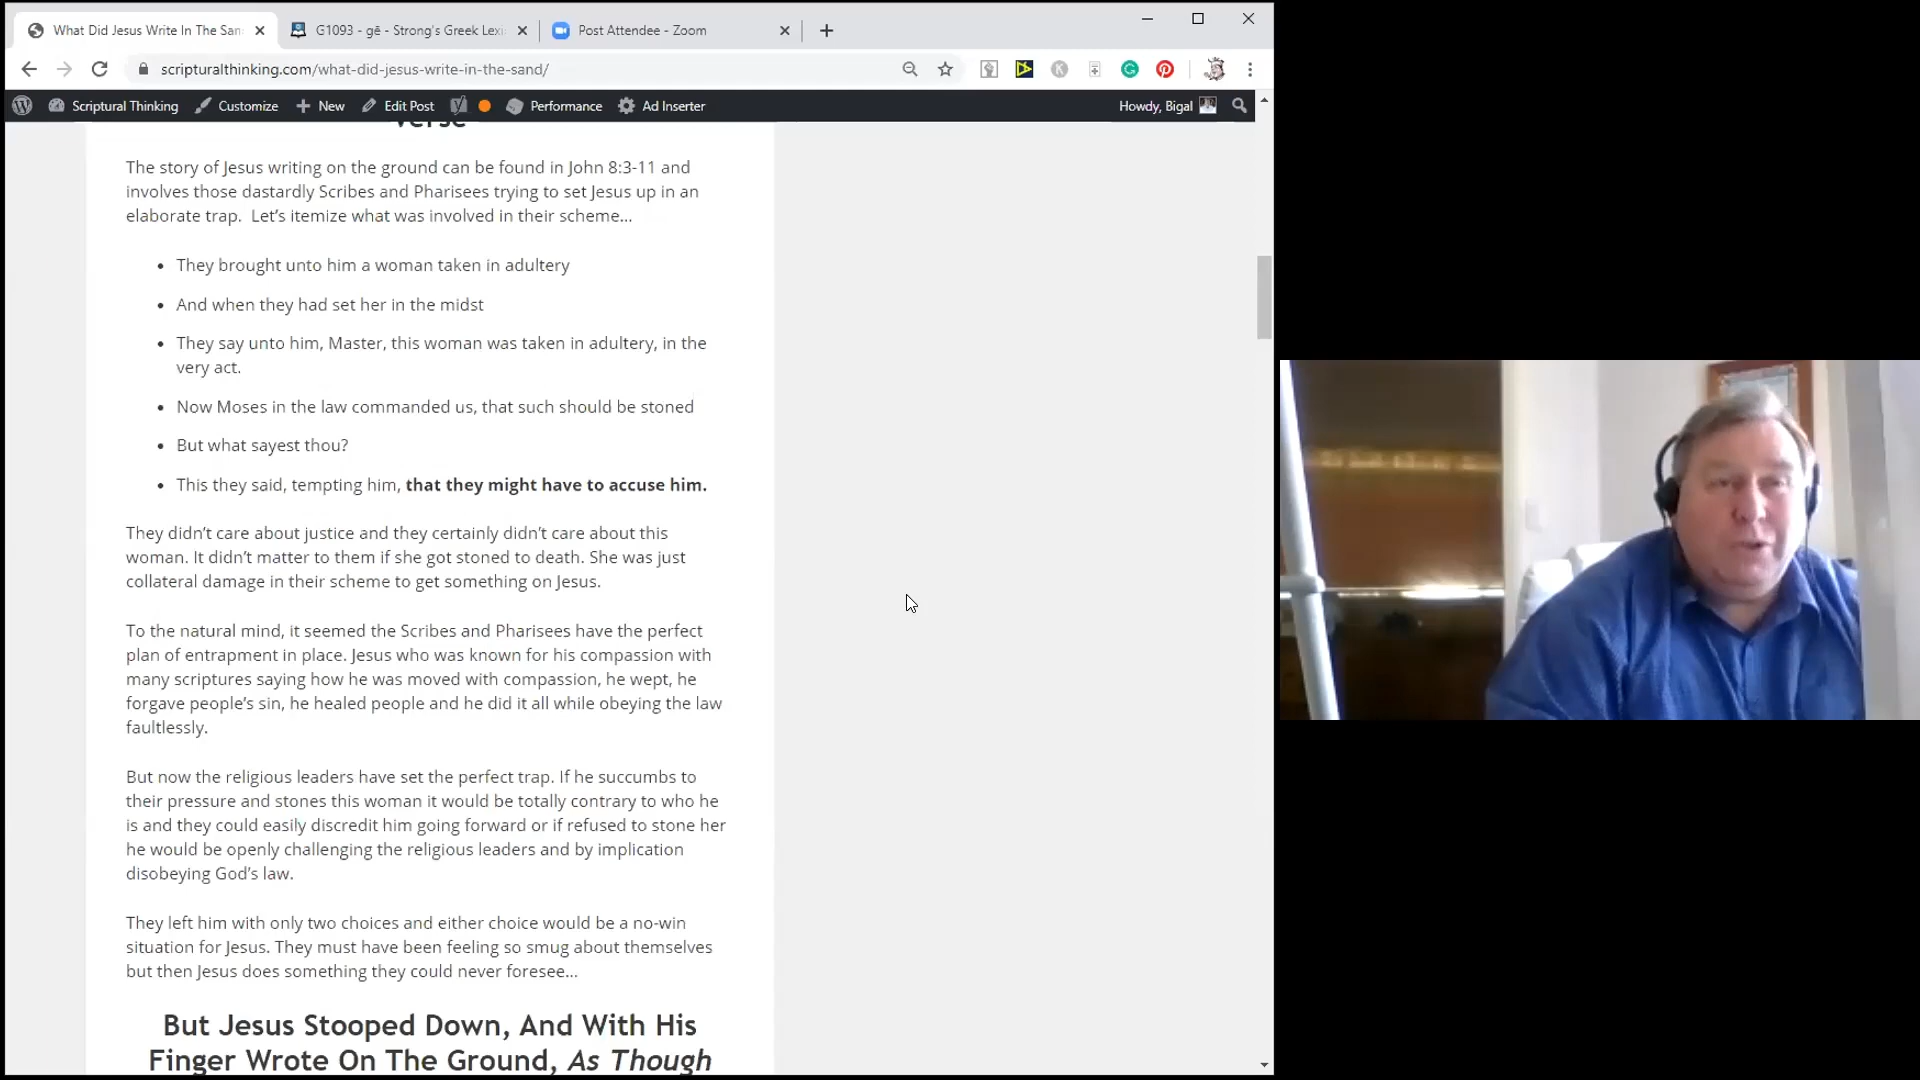 What Did Jesus Write In The San
G1093 - gē - Strong's Greek Lexi
Post Attendee - Zoom
scripturalthinking.com/what-did-jesus-write-in-the-sand/
Scriptural Thinking
Customize
New
Edit Post
Performance
Ad Inserter
Howdy, Bigal
Verse
The story of Jesus writing on the ground can be found in John 8:3-11 and
involves those dastardly Scribes and Pharisees trying to set Jesus up in an
elaborate trap.  Let's itemize what was involved in their scheme...
• They brought unto him a woman taken in adultery
• And when they had set her in the midst
• They say unto him, Master, this woman was taken in adultery, in the
very act.
• Now Moses in the law commanded us, that such should be stoned
• But what sayest thou?
• This they said, tempting him, that they might have to accuse him.
They didn't care about justice and they certainly didn't care about this
woman. It didn't matter to them if she got stoned to death. She was just
collateral damage in their scheme to get something on Jesus.
To the natural mind, it seemed the Scribes and Pharisees have the perfect
plan of entrapment in place. Jesus who was known for his compassion with
many scriptures saying how he was moved with compassion, he wept, he
forgave people's sin, he healed people and he did it all while obeying the law
faultlessly.
But now the religious leaders have set the perfect trap. If he succumbs to
their pressure and stones this woman it would be totally contrary to who he
is and they could easily discredit him going forward or if refused to stone her
he would be openly challenging the religious leaders and by implication
disobeying God's law.
They left him with only two choices and either choice would be a no-win
situation for Jesus. They must have been feeling so smug about themselves
but then Jesus does something they could never foresee...
But Jesus Stooped Down, And With His
Finger Wrote On The Ground, As Though